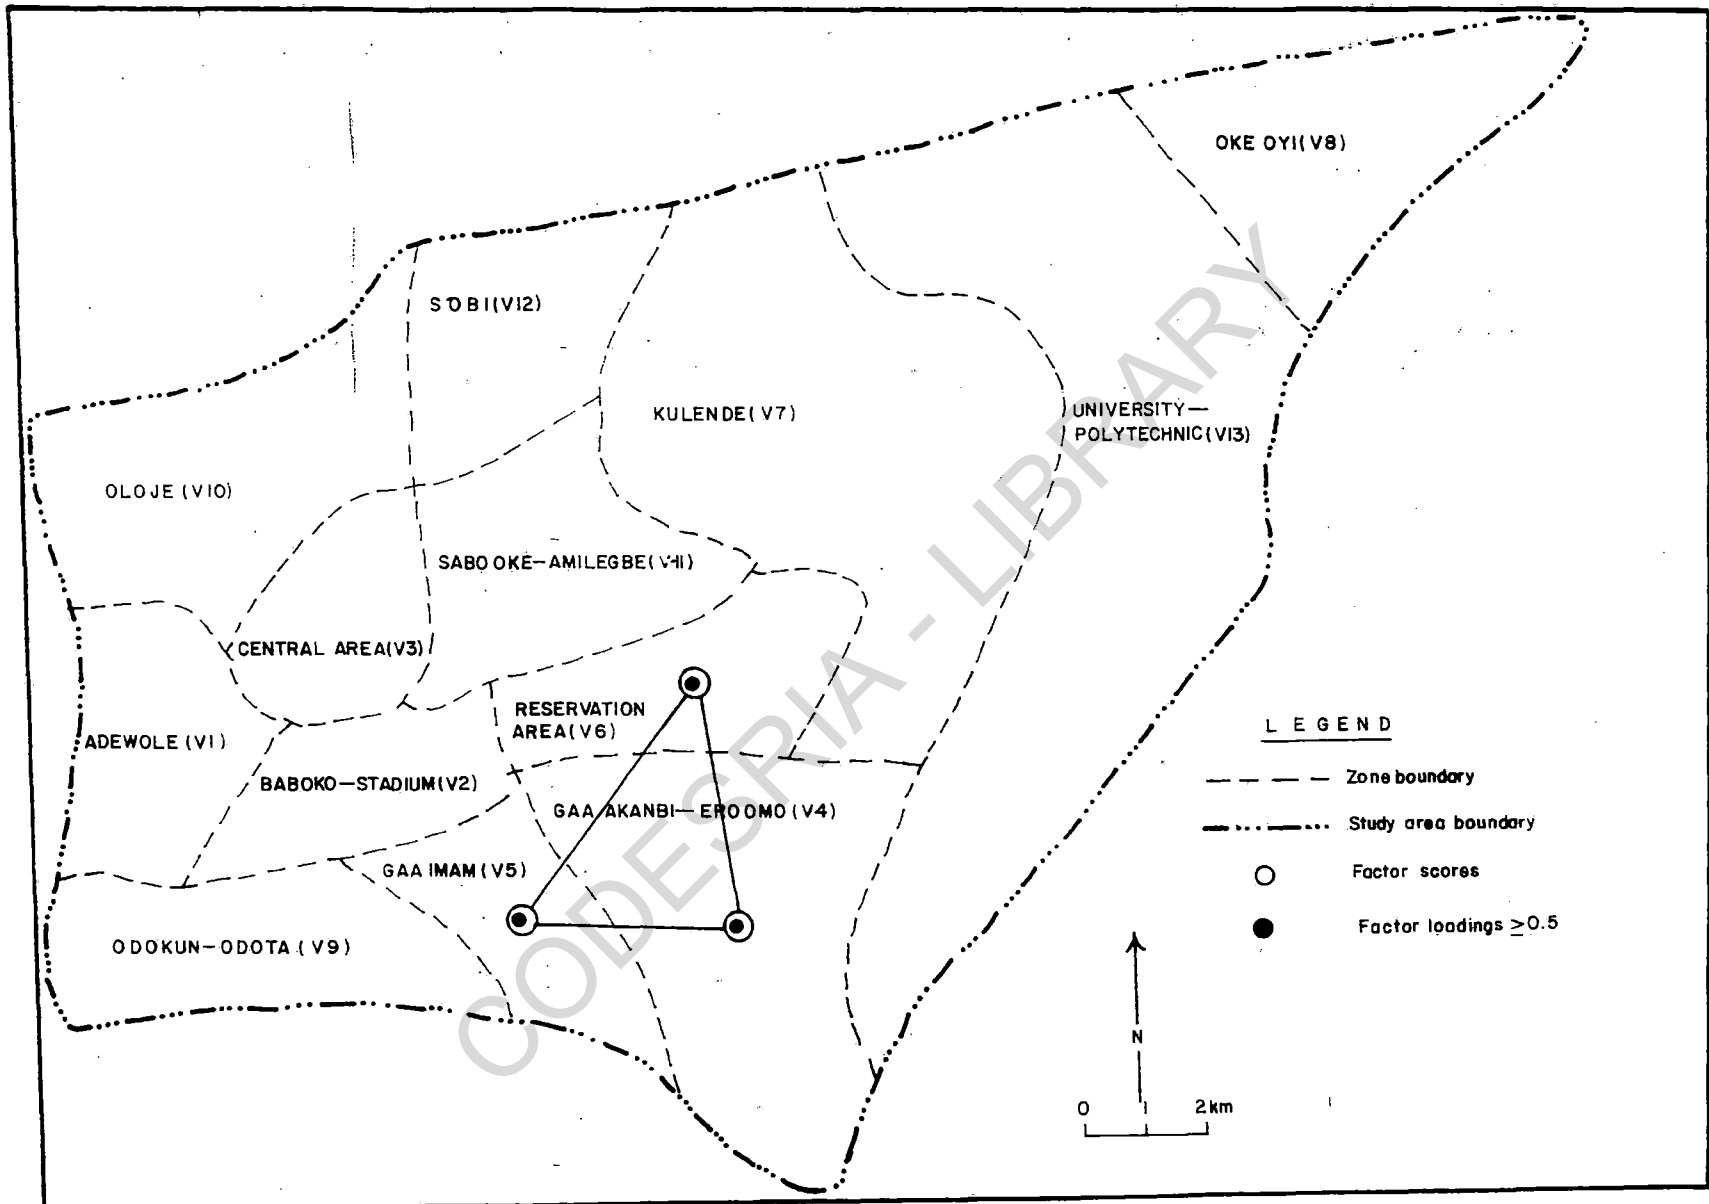 OKE OYI(V8)
SOBI(V12)
KULENDE(V7)
UNIVERSITY—
POLYTECHNIC(V13)
OLOJE(V10)
SABO OKE—AMILEGBE(V11)
CENTRAL AREA(V3)
RESERVATION
AREA(V6)
ADEWOLE(V1)
BABOKO—STADIUM(V2)
GAA AKANBI—EROOMO(V4)
GAA IMAM(V5)
ODOKUN—ODOTA(V9)
LEGEND
Zone boundary
Study area boundary
Factor scores
Factor loadings ≥0.5
N
0 1 2km
CODESRIA - LIBRARY